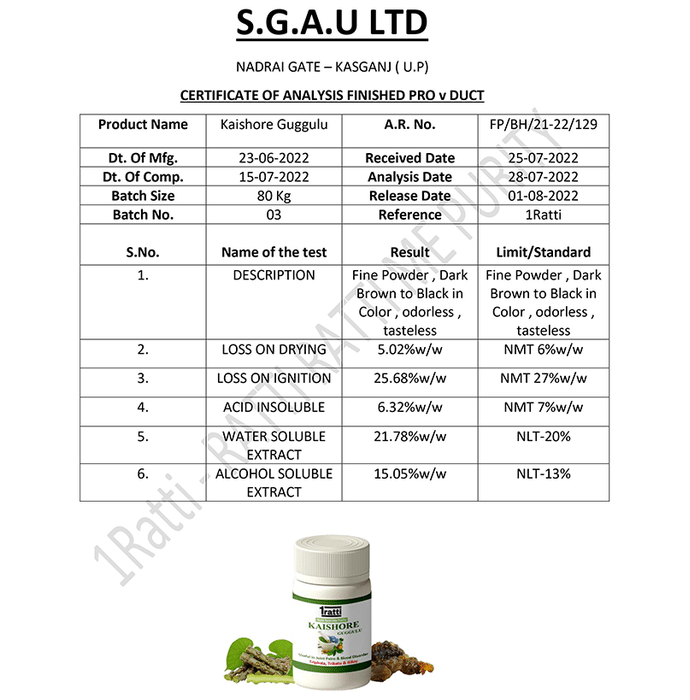 S.G.A.U LTD
NADRAI GATE – KASGANJ ( U.P)
CERTIFICATE OF ANALYSIS FINISHED PRO v DUCT
Product Name Kaishore Guggulu A.R. No. FP/BH/21-22/129
Dt. Of Mfg. 23-06-2022 Received Date 25-07-2022
Dt. Of Comp. 15-07-2022 Analysis Date 28-07-2022
Batch Size 80 Kg Release Date 01-08-2022
Batch No. 03 Reference 1Ratti
S.No. Name of the test Result Limit/Standard
1. DESCRIPTION Fine Powder , Dark Fine Powder , Dark
Brown to Black in Brown to Black in
Color , odorless , Color , odorless ,
tasteless tasteless
2. LOSS ON DRYING 5.02%w/w NMT 6%w/w
3. LOSS ON IGNITION 25.68%w/w NMT 27%w/w
4. ACID INSOLUBLE 6.32%w/w NMT 7%w/w
5. WATER SOLUBLE 21.78%w/w NLT-20%
EXTRACT
6. ALCOHOL SOLUBLE 15.05%w/w NLT-13%
EXTRACT
1Ratti - RATTI RATTI ME PURITY
1ratti
KAISHORE
GUGGULU